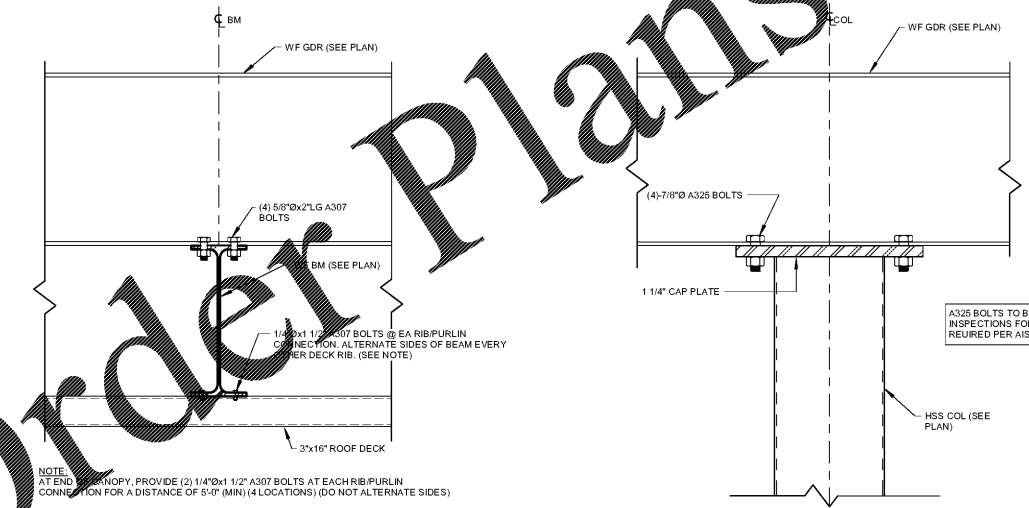 ℄ BM
WF GDR (SEE PLAN)
(4) 5/8"Øx2"LG A307
BOLTS
BM (SEE PLAN)
1/4"Øx1 1/2" A307 BOLTS @ EA RIB/PURLIN
CONNECTION. ALTERNATE SIDES OF BEAM EVERY
OTHER DECK RIB. (SEE NOTE)
3"x16" ROOF DECK
NOTE:
AT END OF CANOPY, PROVIDE (2) 1/4"Øx1 1/2" A307 BOLTS AT EACH RIB/PURLIN
CONNECTION FOR A DISTANCE OF 5'-0" (MIN) (4 LOCATIONS) (DO NOT ALTERNATE SIDES)
℄ COL
WF GDR (SEE PLAN)
(4)-7/8"Ø A325 BOLTS
1 1/4" CAP PLATE
A325 BOLTS TO B
INSPECTIONS FO
REUIRED PER AIS
HSS COL (SEE
PLAN)
Order Plans